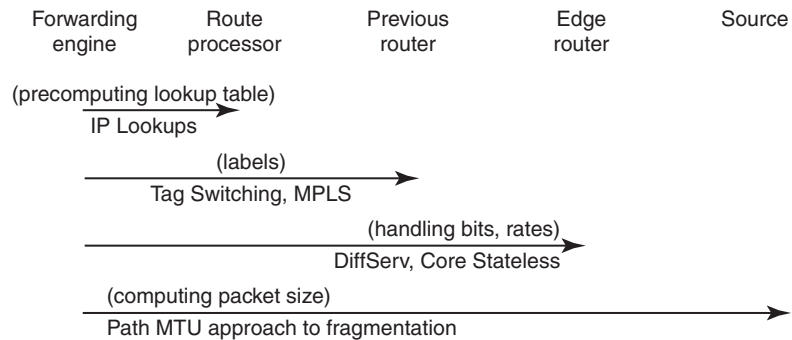 Forwarding engine
Route processor
Previous router
Edge router
Source
(precomputing lookup table)
IP Lookups
(labels)
Tag Switching, MPLS
(handling bits, rates)
DiffServ, Core Stateless
(computing packet size)
Path MTU approach to fragmentation